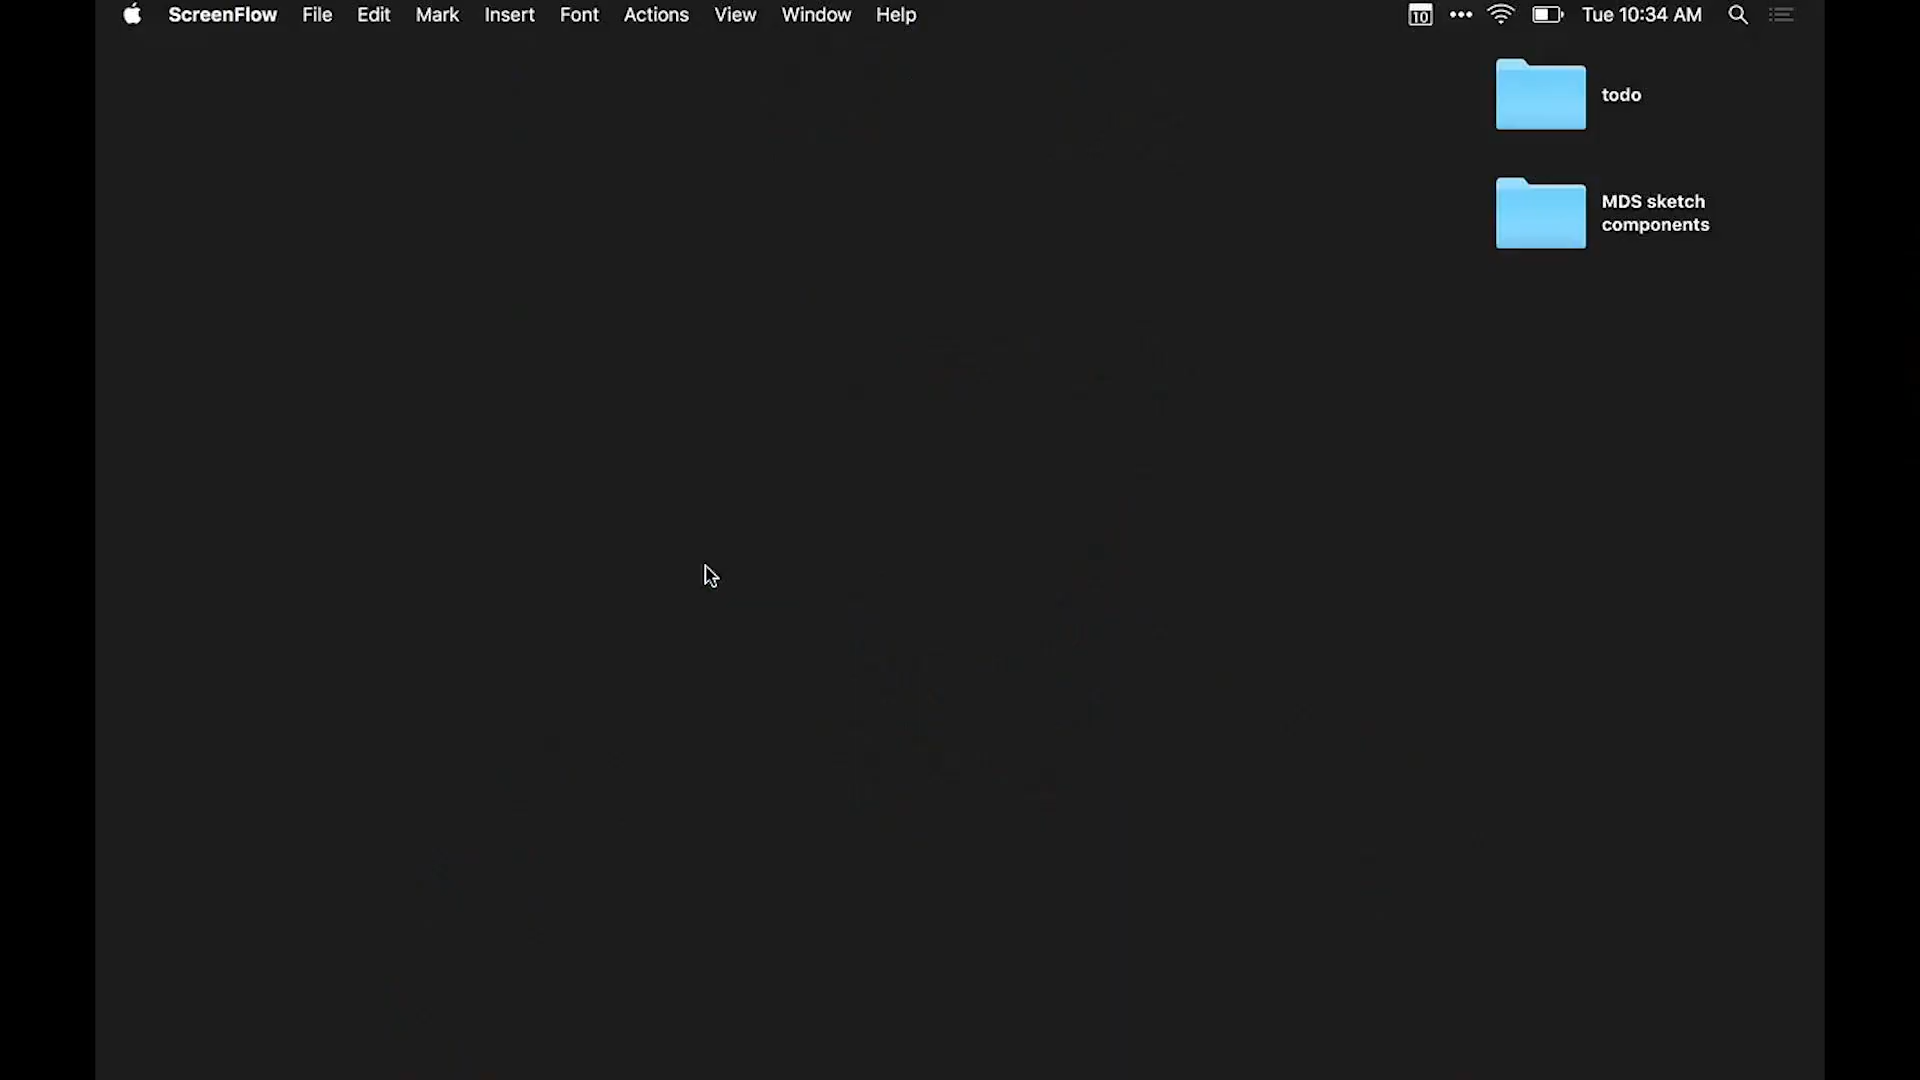 ScreenFlow File Edit Mark Insert Font Actions View Window Help 10 Tue 10:34 AM
todo
MDS sketch
components